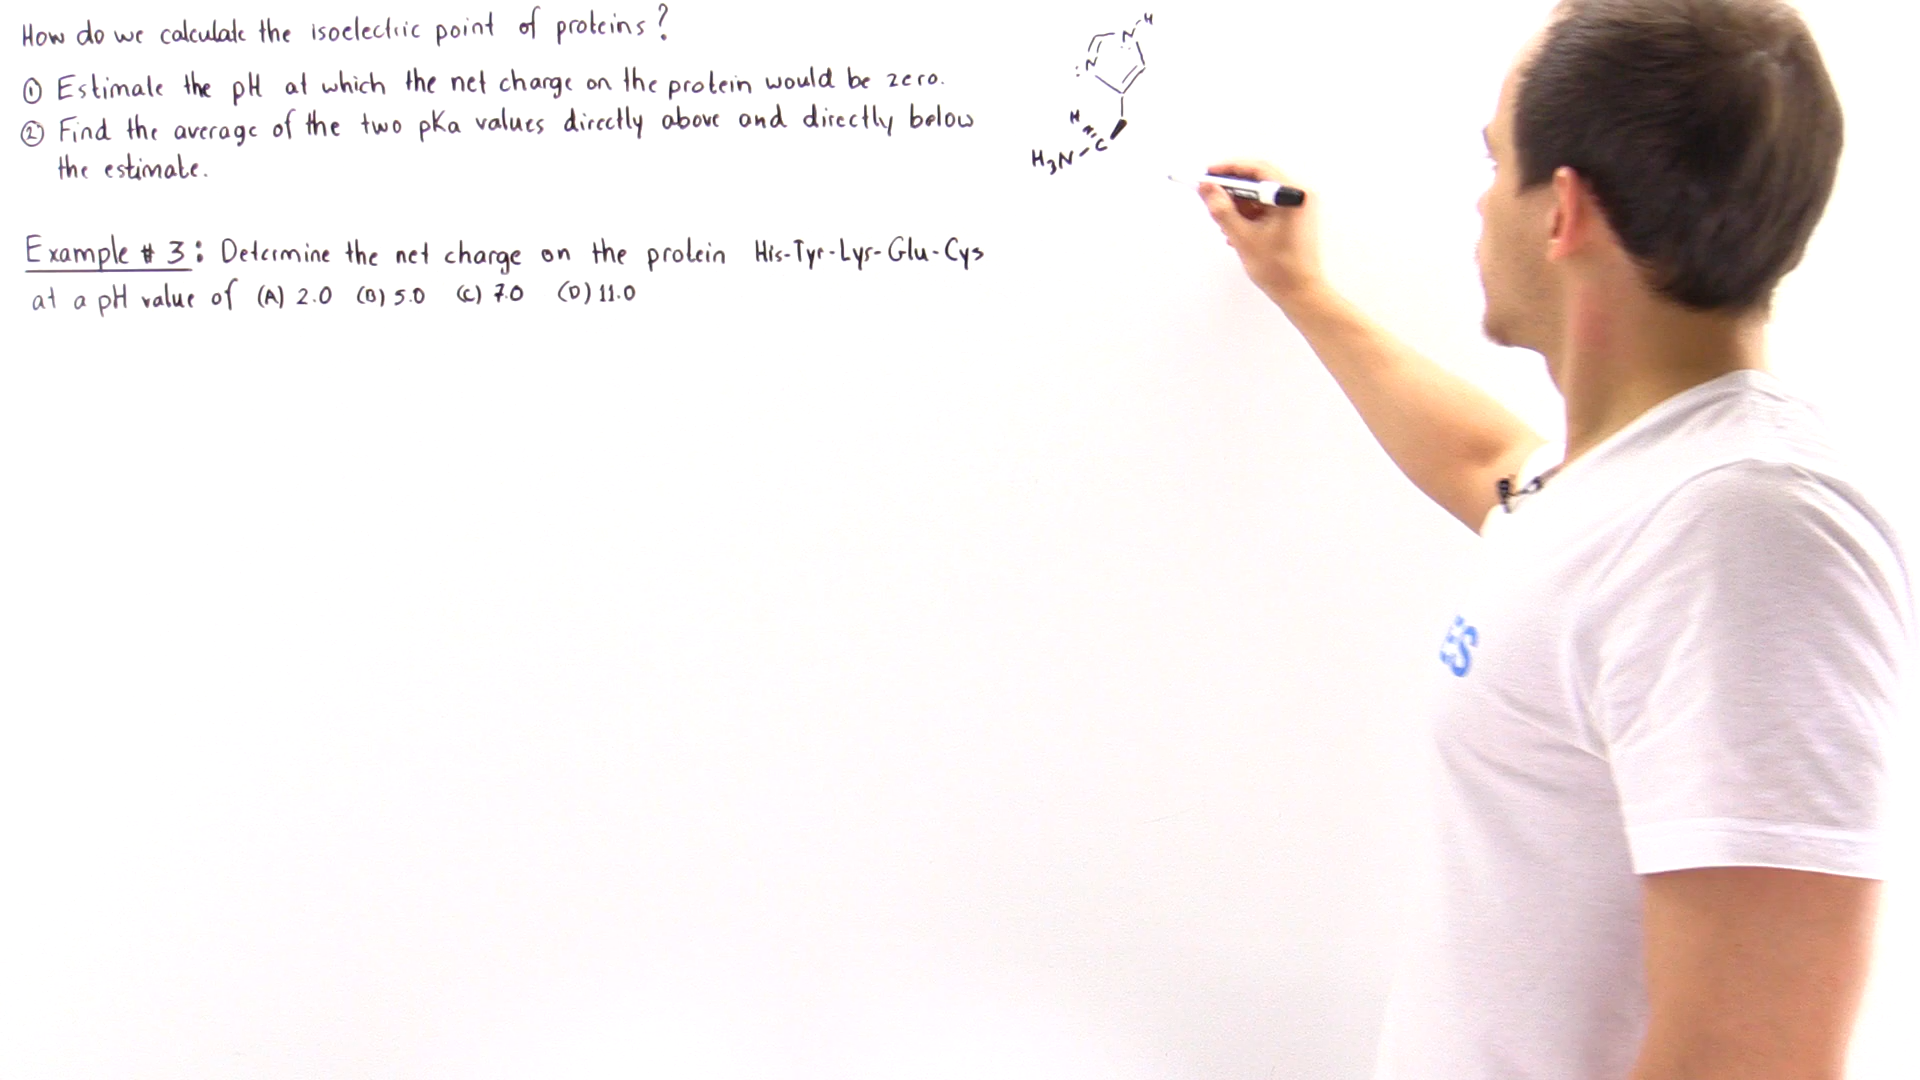 How do we calculate the isoelectric point of proteins?
① Estimate the pH at which the net charge on the protein would be zero.
② Find the average of the two pKa values directly above and directly below
the estimate.
Example # 3: Determine the net charge on the protein His-Tyr-Lys-Glu-Cys
at a pH value of (A) 2.0 (B) 5.0 (C) 7.0 (D) 11.0
H
N
:N
H
H₃N-C